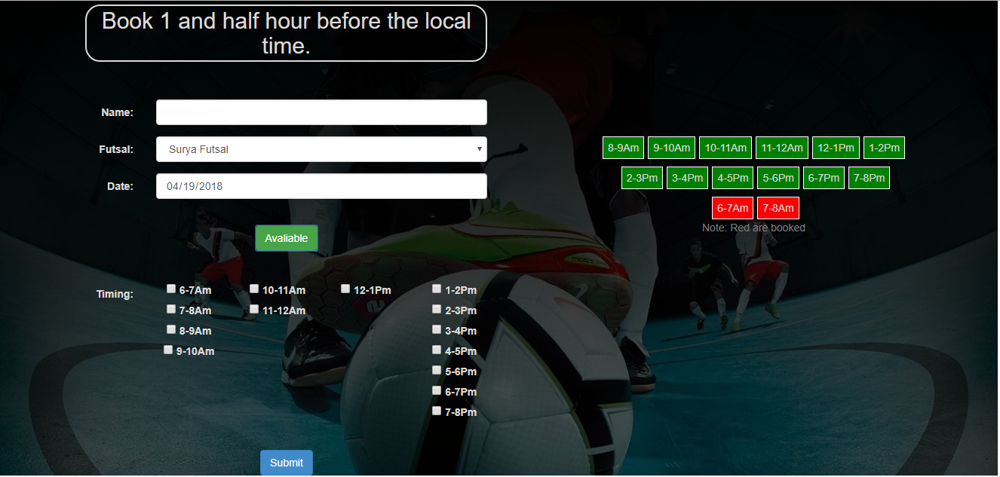 Book 1 and half hour before the local
time.
Name:
Futsal: Surya Futsal
Date: 04/19/2018
Avaliable
8-9Am 9-10Am 10-11Am 11-12Am 12-1Pm 1-2Pm
2-3Pm 3-4Pm 4-5Pm 5-6Pm 6-7Pm 7-8Pm
6-7Am 7-8Am
Note: Red are booked
Timing: 6-7Am 10-11Am 12-1Pm 1-2Pm
7-8Am 11-12Am 2-3Pm
8-9Am 3-4Pm
9-10Am 4-5Pm
5-6Pm
6-7Pm
7-8Pm
Submit